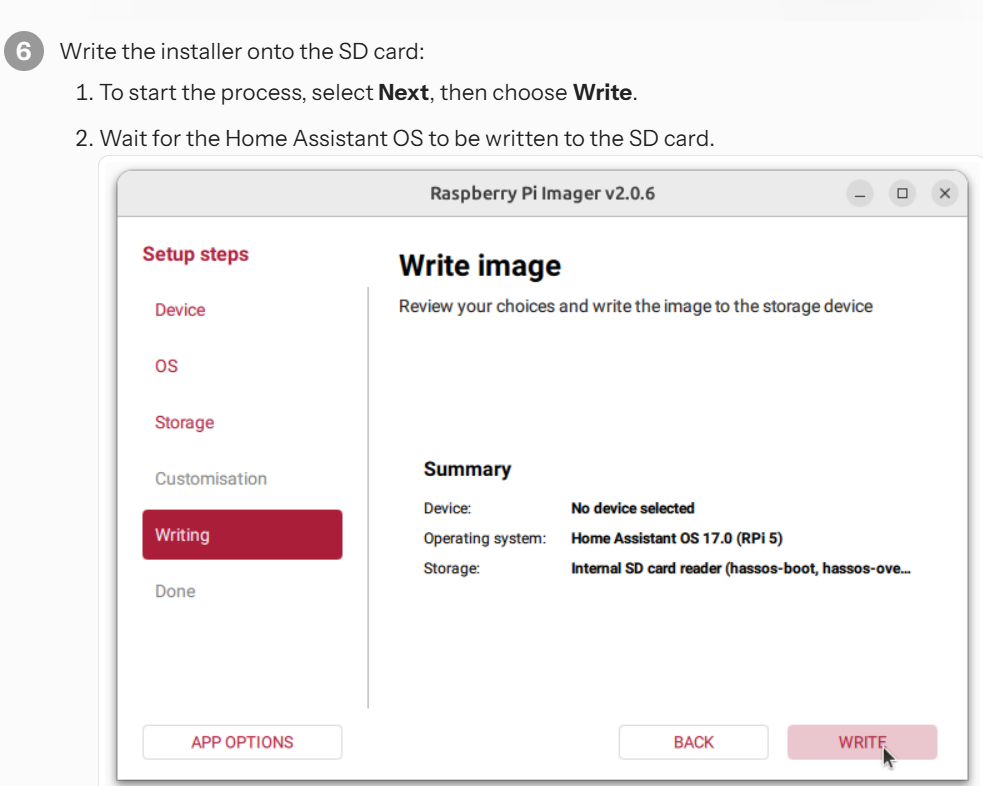 6 Write the installer onto the SD card:
1. To start the process, select Next, then choose Write.
2. Wait for the Home Assistant OS to be written to the SD card.
Raspberry Pi Imager v2.0.6
Setup steps
Device
OS
Storage
Customisation
Writing
Done
APP OPTIONS
Write image
Review your choices and write the image to the storage device
Summary
Device: No device selected
Operating system: Home Assistant OS 17.0 (RPi 5)
Storage: Internal SD card reader (hassos-boot, hassos-ove...
BACK
WRITE